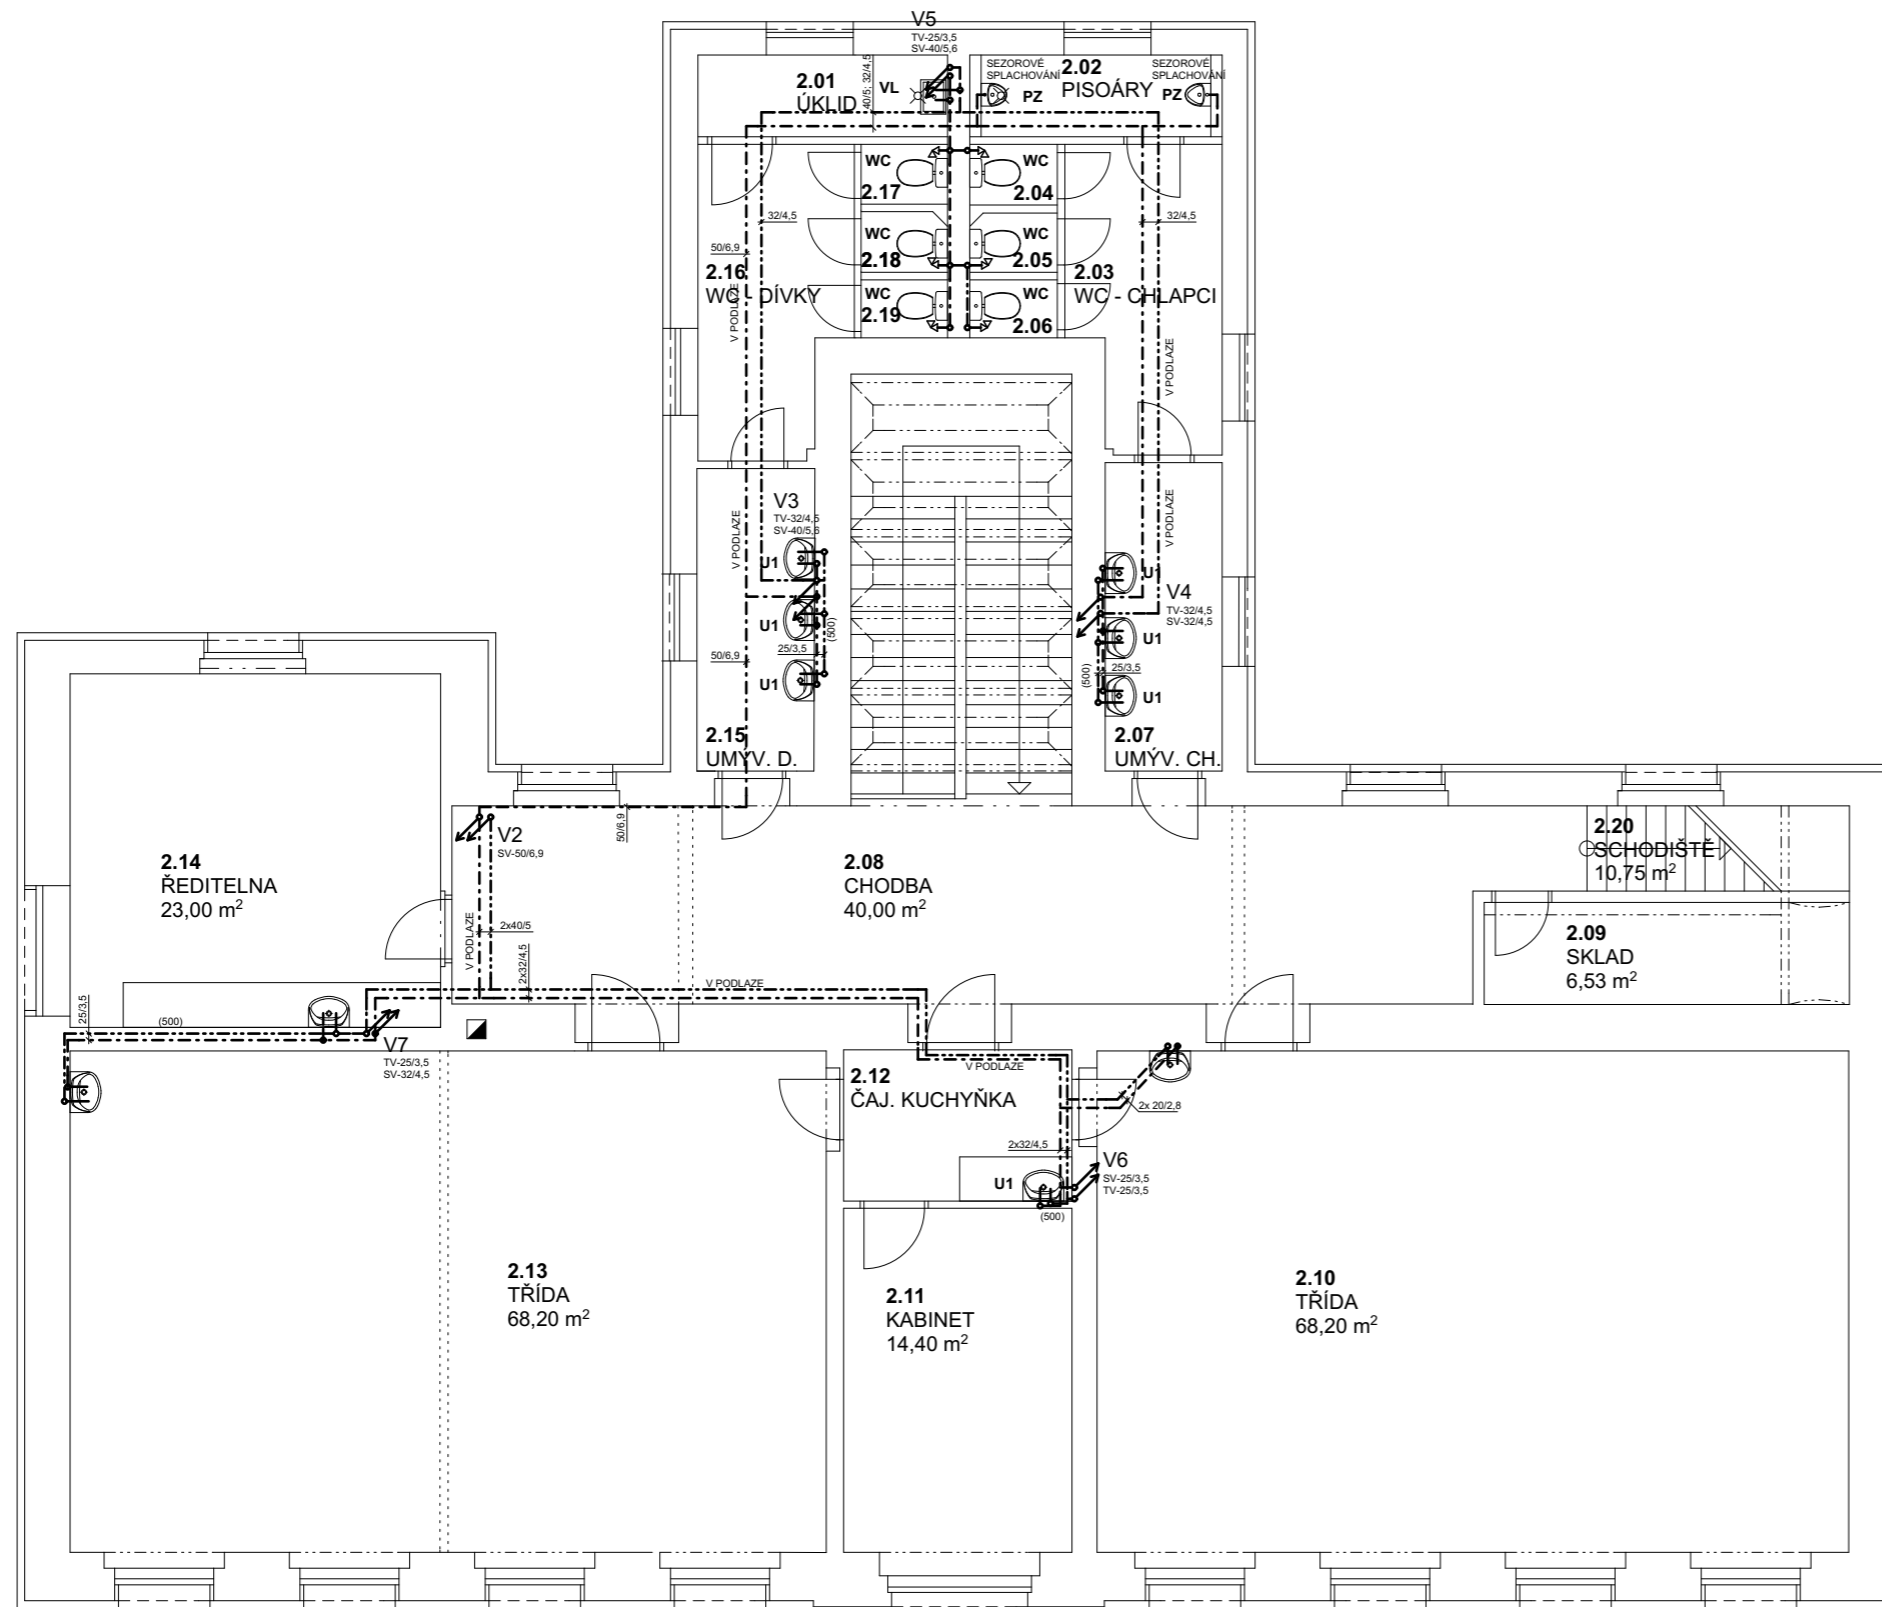 V5
TV-25/3,5
SV-40/5,6
40/5; 32/4,5
2.01
ÚKLID
VL
SEZOROVÉ
SPLACHOVÁNÍ
2.02
PISOÁRY
SEZOROVÉ
SPLACHOVÁNÍ
PZ
PZ
WC
2.17
WC
2.04
32/4,5
32/4,5
50/6,9
WC
2.18
WC
2.05
2.16
WC - DÍVKY
2.03
WC - CHLAPCI
WC
2.19
WC
2.06
V PODLAZE
V PODLAZE
V3
TV-32/4,5
SV-40/5,6
V PODLAZE
V PODLAZE
U1
U1
V4
TV-32/4,5
SV-32/4,5
U1
U1
(500)
25/3,5
50/6,9
U1
(500)
25/3,5
U1
2.15
UMÝV. D.
2.07
UMÝV. CH.
50/6,9
V2
SV-50/6,9
2.14
ŘEDITELNA
23,00 m²
2.08
CHODBA
40,00 m²
2.20
SCHODIŠTĚ
10,75 m²
V PODLAZE
2x40/5
2x32/4,5
2.09
SKLAD
6,53 m²
V PODLAZE
25/3,5
(500)
V7
TV-25/3,5
SV-32/4,5
V PODLAZE
2.12
ČAJ. KUCHYŇKA
2x 20/2,8
2x32/4,5
V6
SV-25/3,5
TV-25/3,5
U1
(500)
2.13
TŘÍDA
68,20 m²
2.11
KABINET
14,40 m²
2.10
TŘÍDA
68,20 m²